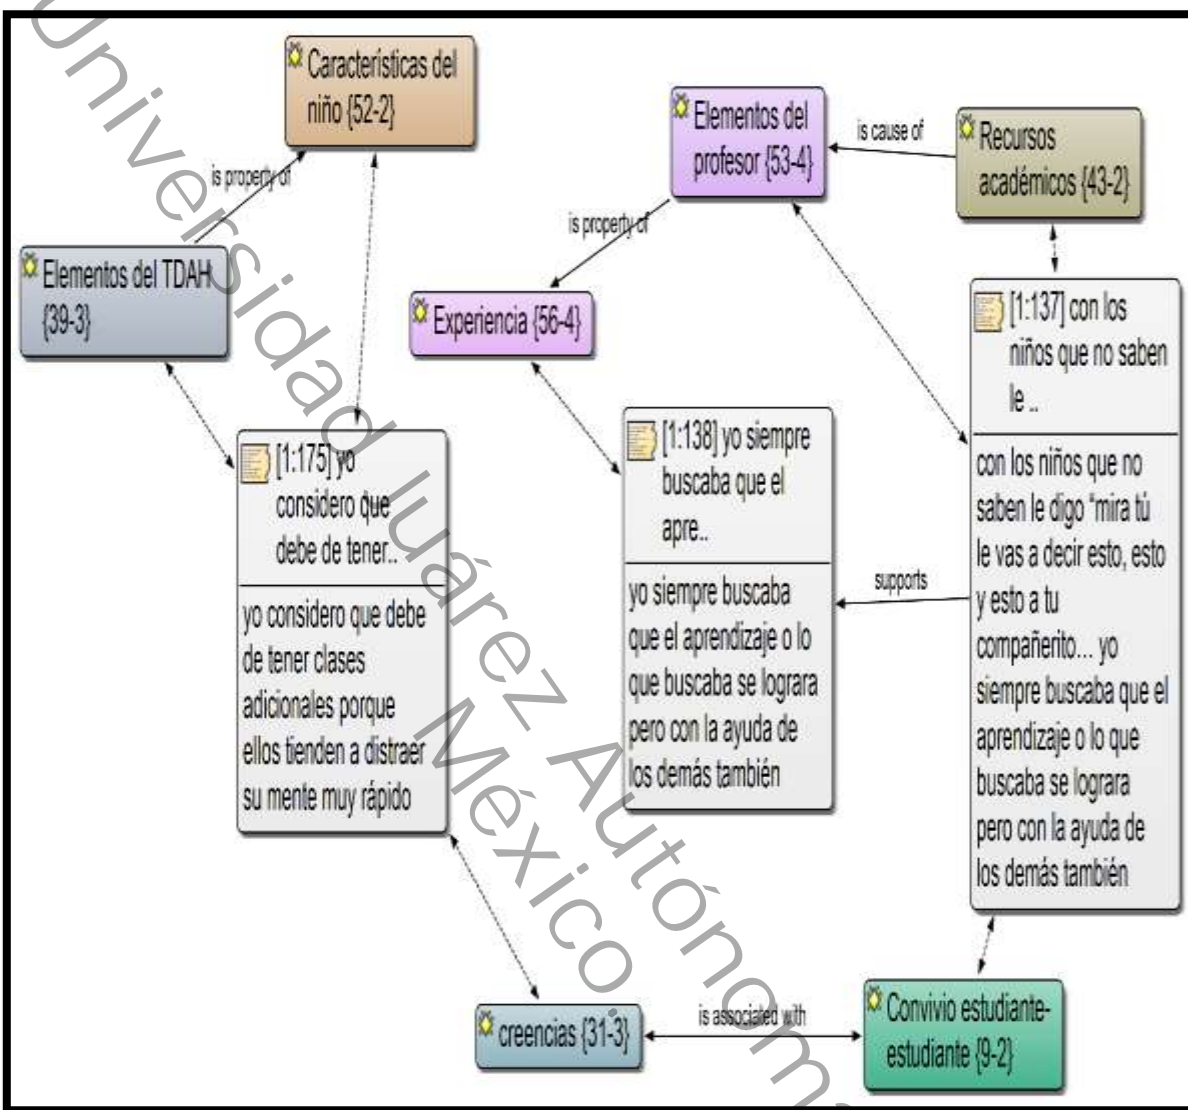 Características del
niño {52-2}
Elementos del
profesor {53-4}
is cause of
Recursos
académicos {43-2}
is property of
is property of
Elementos del TDAH
{39-3}
Experiencia {56-4}
[1:137] con los
niños que no saben
le ..
con los niños que no
saben le digo “mira tú
le vas a decir esto, esto
y esto a tu
compañerito... yo
siempre buscaba que el
aprendizaje o lo que
buscaba se lograra
pero con la ayuda de
los demás también
[1:138] yo siempre
buscaba que el
apre..
yo siempre buscaba
que el aprendizaje o lo
que buscaba se lograra
pero con la ayuda de
los demás también
supports
[1:175] yo
considero que
debe de tener..
yo considero que debe
de tener clases
adicionales porque
ellos tienden a distraer
su mente muy rápido
creencias {31-3}
is associated with
Convivio estudiante-
estudiante {9-2}
Universidad Juárez Autónoma
México